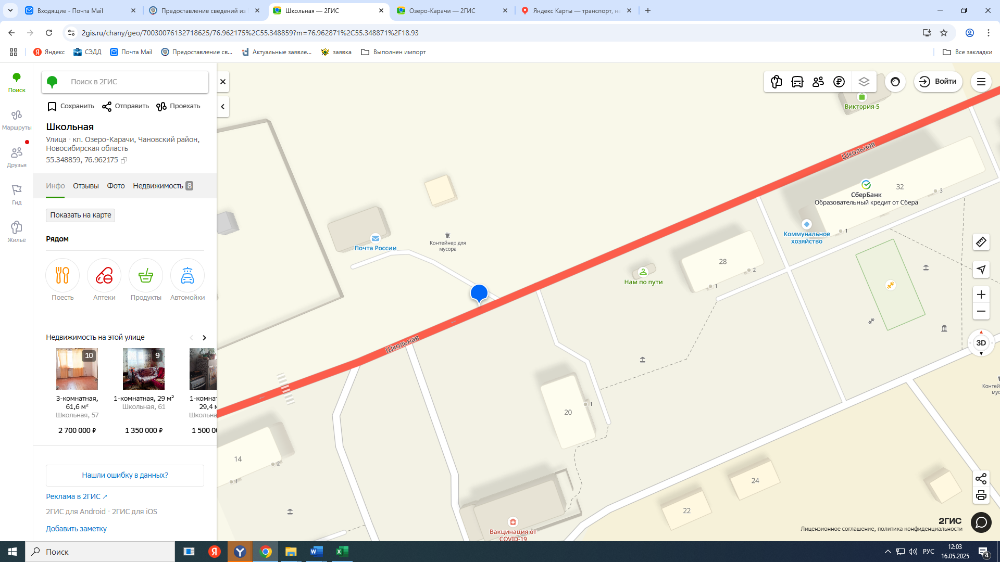 Входящие - Почта Mail
Предоставление сведений из
Школьная — 2ГИС
Озеро-Карачи — 2ГИС
Яндекс Карты — транспорт, на
2gis.ru/chany/geo/70030076132718625/76.962175%2C55.348859?m=76.962871%2C55.348871%2F18.93
Яндекс
СЭДД
Почта Mail
Предоставление св...
Актуальные заявле...
заявка
Выполнен импорт
Все закладки
Поиск
Маршруты
Друзья
Гид
Жильё
Поиск в 2ГИС
Сохранить
Отправить
Проехать
Школьная
Улица · кп. Озеро-Карачи, Чановский район,
Новосибирская область
55.348859, 76.962175
Инфо
Отзывы
Фото
Недвижимость 8
Показать на карте
Рядом
Поесть
Аптеки
Продукты
Автомойки
Недвижимость на этой улице
10
3-комнатная,
61,6 м²
Школьная, 57
2 700 000 ₽
9
1-комнатная, 29 м²
Школьная, 61
1 350 000 ₽
1-комна
29,4
Школьна
1 500 0
Нашли ошибку в данных?
Реклама в 2ГИС ↗
2ГИС для Android · 2ГИС для iOS
Добавить заметку
Войти
Виктория-5
Школьная
32
СберБанк
Образовательный кредит от Сбера
3
1
Коммунальное
хозяйство
Почта России
Контейнер для
мусора
28
2
1
Нам по пути
Школьная
20
1
14
2
1
24
22
Вакцинация от
COVID-19
Контей
мус
3D
2ГИС
Лицензионное соглашение, политика конфиденциальности
Поиск
РУС
12:03
16.05.2025
4